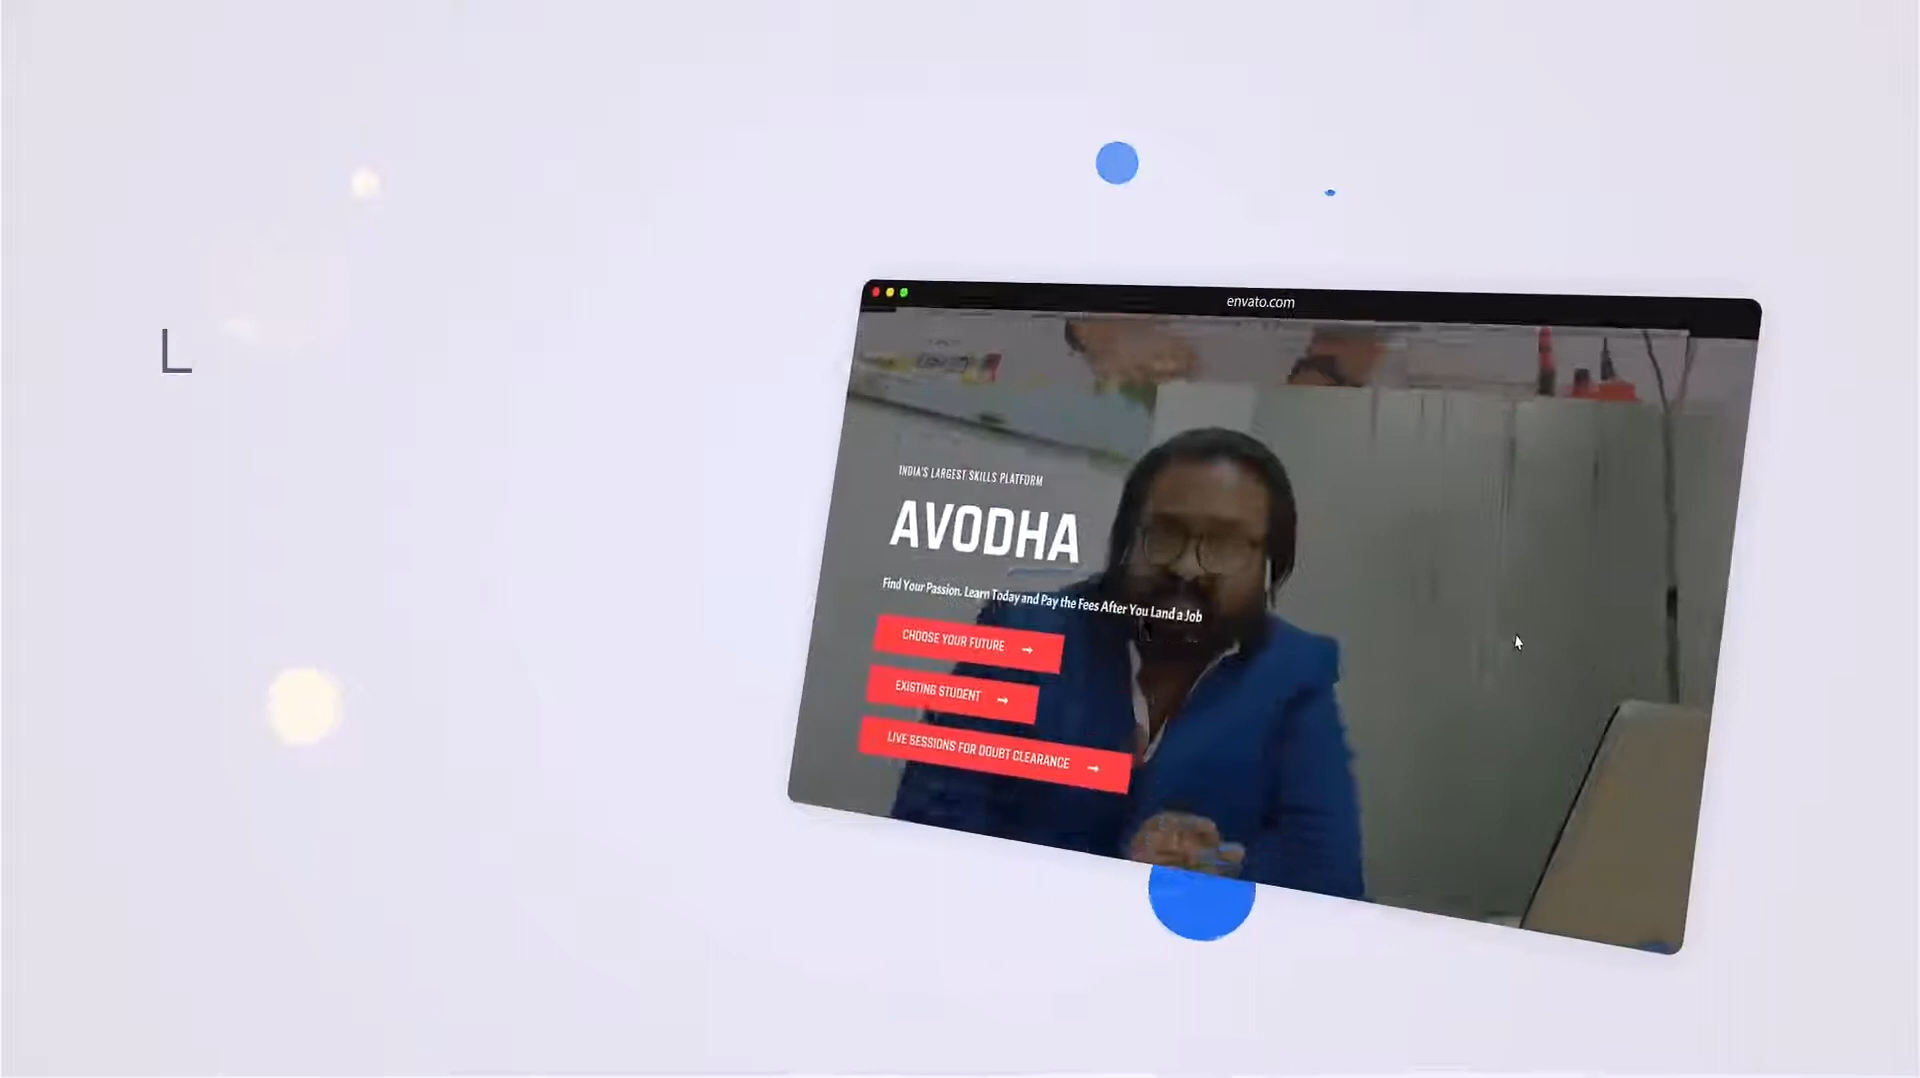 L
envato.com
INDIA'S LARGEST SKILLS PLATFORM
AVODHA
Find Your Passion. Learn Today and Pay the Fees After You Land a Job
CHOOSE YOUR FUTURE →
EXISTING STUDENT →
LIVE SESSIONS FOR DOUBT CLEARANCE →